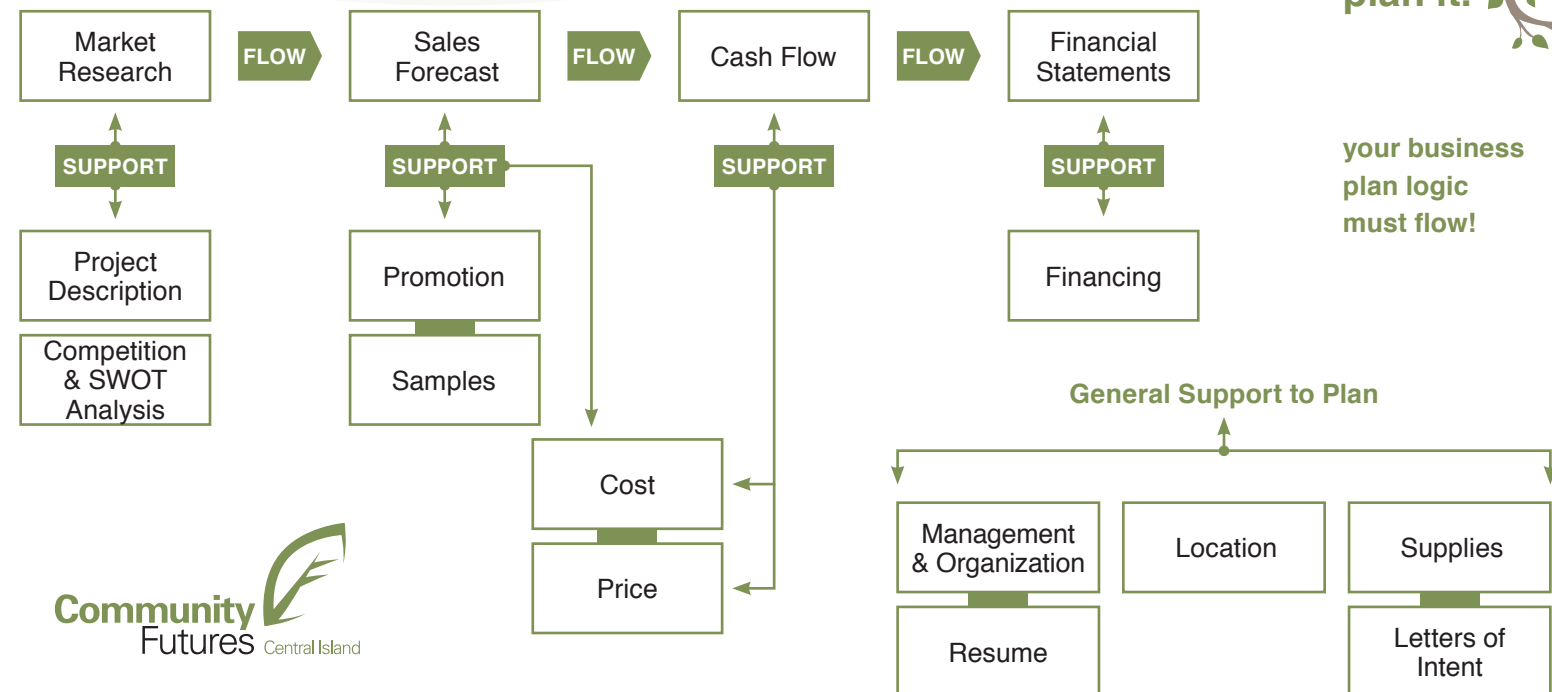 plan it!
Market
Research
FLOW
Sales
Forecast
FLOW
Cash Flow
FLOW
Financial
Statements
SUPPORT
SUPPORT
SUPPORT
SUPPORT
your business
plan logic
must flow!
Project
Description
Promotion
Financing
Competition
& SWOT
Analysis
Samples
General Support to Plan
Cost
Price
Management
& Organization
Location
Supplies
Resume
Letters of
Intent
Community
Futures Central Island